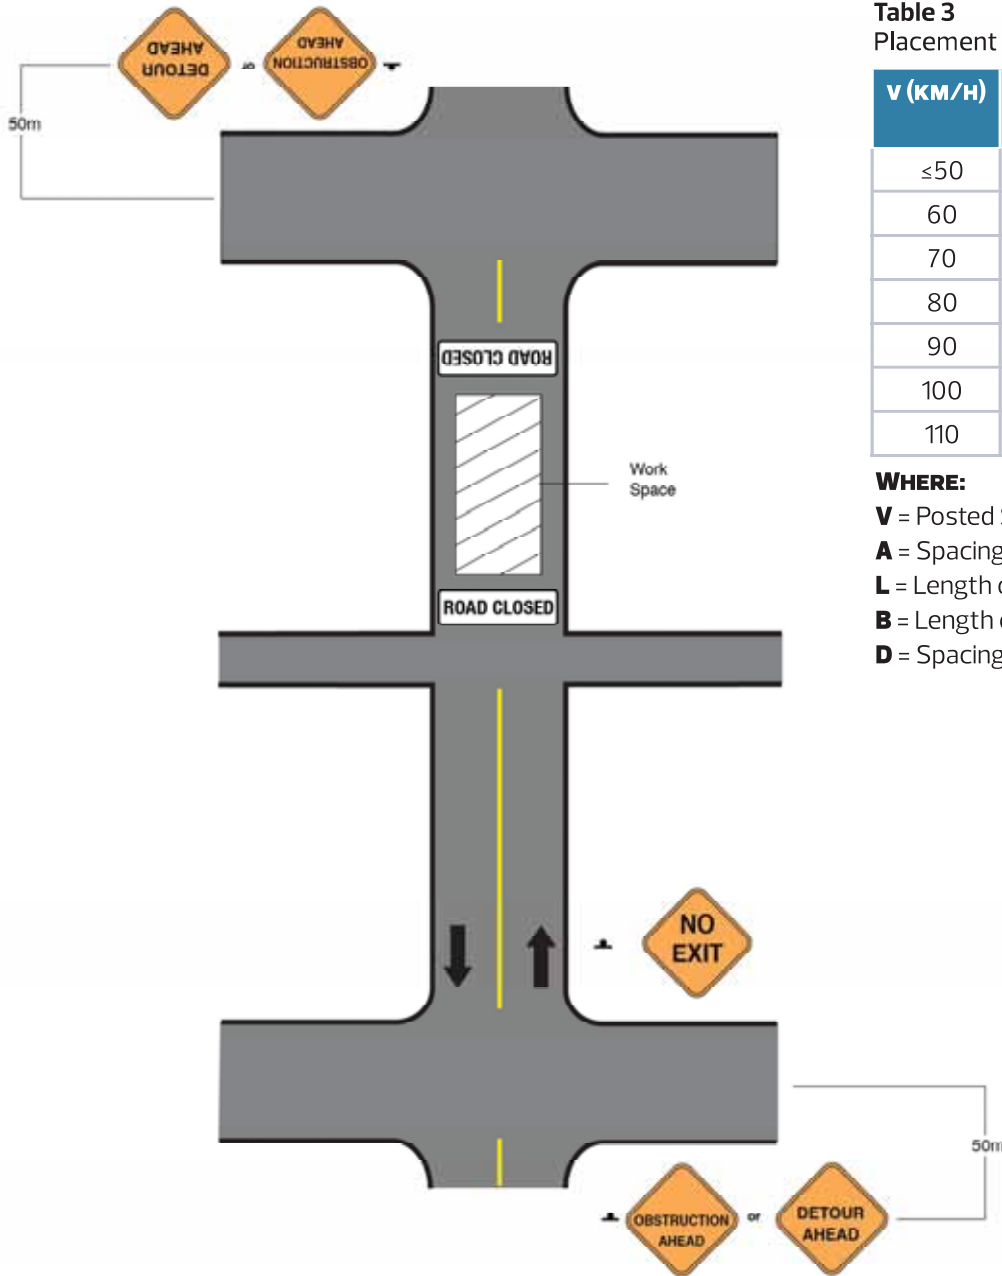 DETOUR
AHEAD
or
OBSTRUCTION
AHEAD
50m
ROAD CLOSED
Work
Space
ROAD CLOSED
NO
EXIT
50m
OBSTRUCTION
AHEAD
or
DETOUR
AHEAD
Table 3
Placement
V (KM/H)
≤50
60
70
80
90
100
110
WHERE:
V = Posted
A = Spacing
L = Length
B = Length
D = Spacing